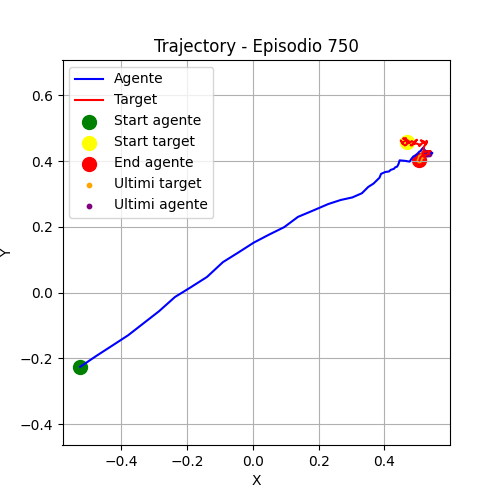 Trajectory - Episodio 750
Agente
Target
Start agente
Start target
End agente
Ultimi target
Ultimi agente
0.6
0.4
0.2
0.0
−0.2
−0.4
Y
−0.4
−0.2
0.0
0.2
0.4
X